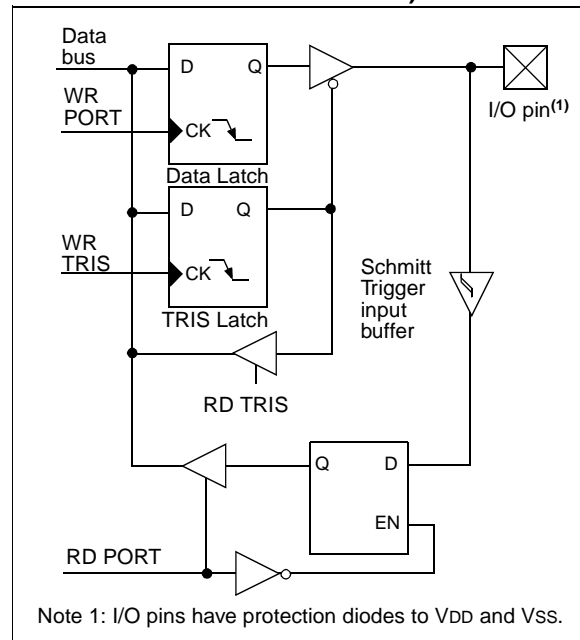 Data
bus
D Q
WR
PORT
CK
I/O pin(1)
Data Latch
D Q
WR
TRIS
CK
Schmitt
Trigger
input
buffer
TRIS Latch
RD TRIS
Q D
EN
RD PORT
Note 1: I/O pins have protection diodes to VDD and VSS.